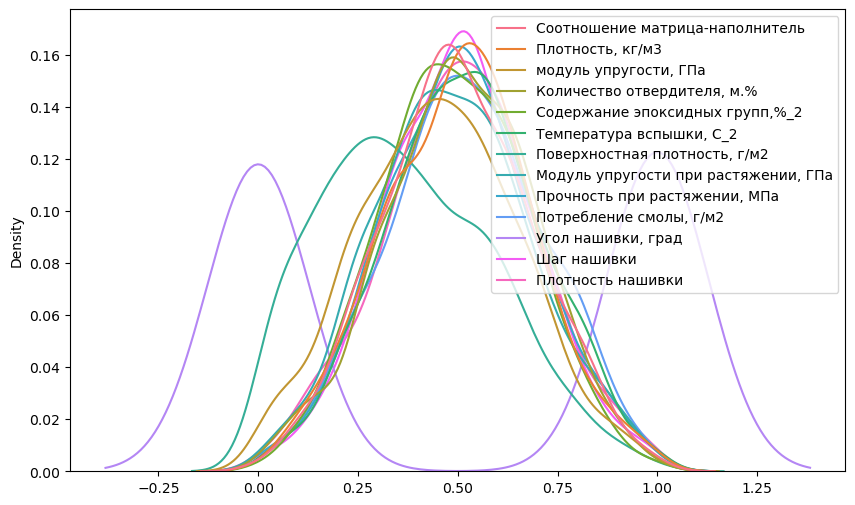 Соотношение матрица-наполнитель
Плотность, кг/м3
модуль упругости, ГПа
Количество отвердителя, м.%
Содержание эпоксидных групп,%_2
Температура вспышки, С_2
Поверхностная плотность, г/м2
Модуль упругости при растяжении, ГПа
Прочность при растяжении, МПа
Потребление смолы, г/м2
Угол нашивки, град
Шаг нашивки
Плотность нашивки
Density
0.16
0.14
0.12
0.10
0.08
0.06
0.04
0.02
0.00
−0.25 0.00 0.25 0.50 0.75 1.00 1.25